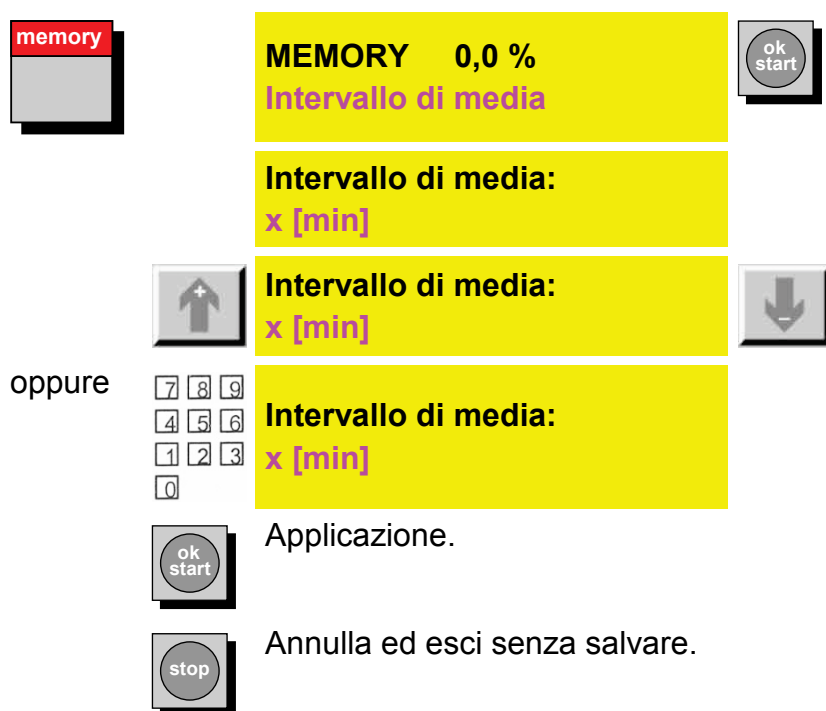 memory
MEMORY 0,0 %
Intervallo di media
ok
start
Intervallo di media:
x [min]
+
Intervallo di media:
x [min]
-
oppure
7 8 9
4 5 6
1 2 3
0
Intervallo di media:
x [min]
ok
start
Applicazione.
stop
Annulla ed esci senza salvare.